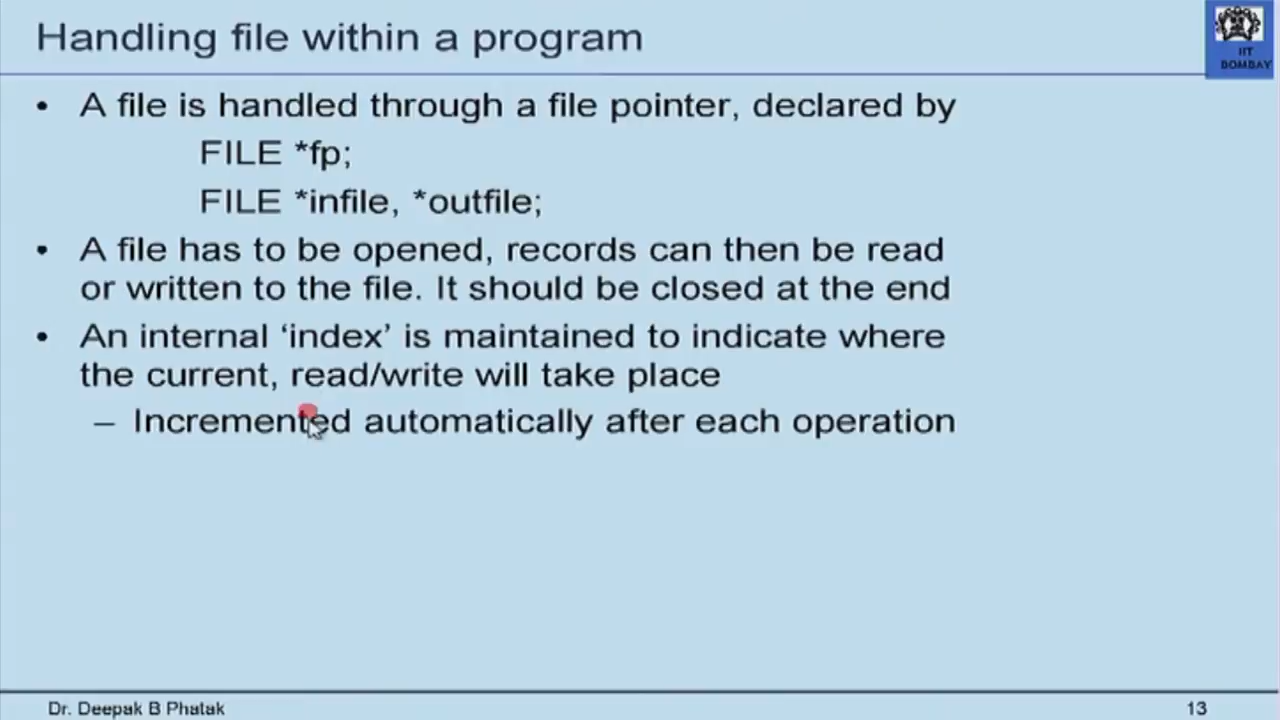 Handling file within a program
IIT
BOMBAY
• A file is handled through a file pointer, declared by
FILE *fp;
FILE *infile, *outfile;
• A file has to be opened, records can then be read
or written to the file. It should be closed at the end
• An internal ‘index’ is maintained to indicate where
the current, read/write will take place
– Incremented automatically after each operation
Dr. Deepak B Phatak
13